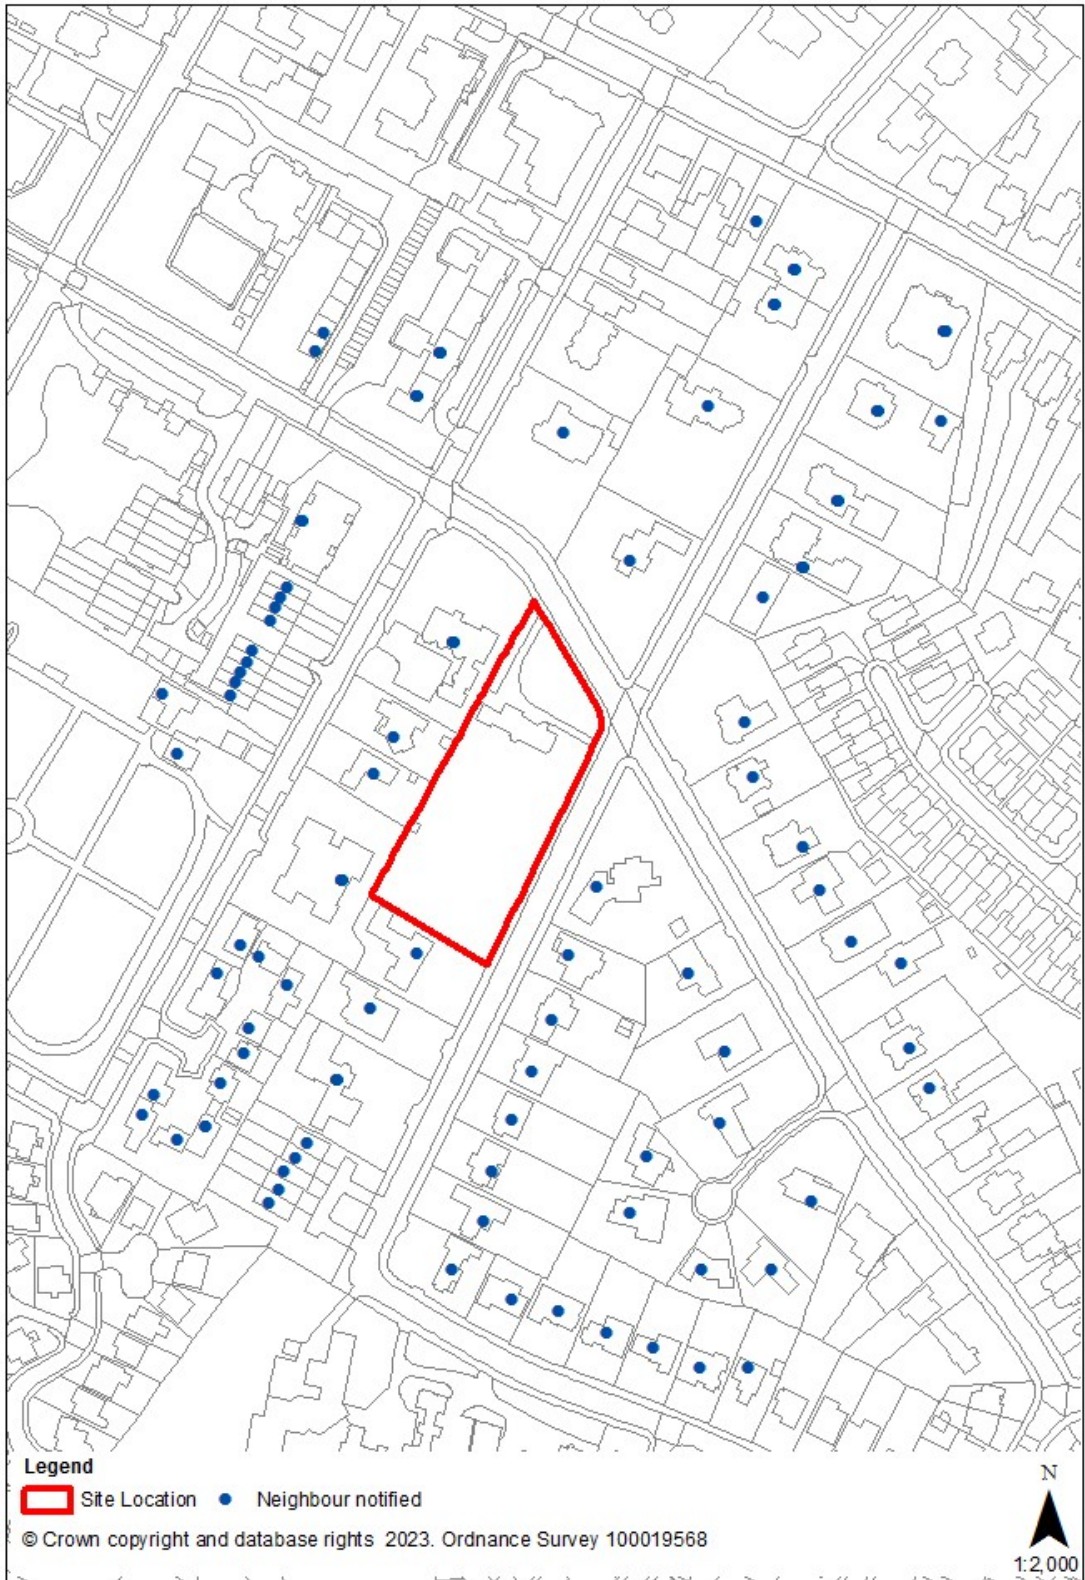 Legend
Site Location Neighbour notified
© Crown copyright and database rights 2023. Ordnance Survey 100019568
N
1:2,000